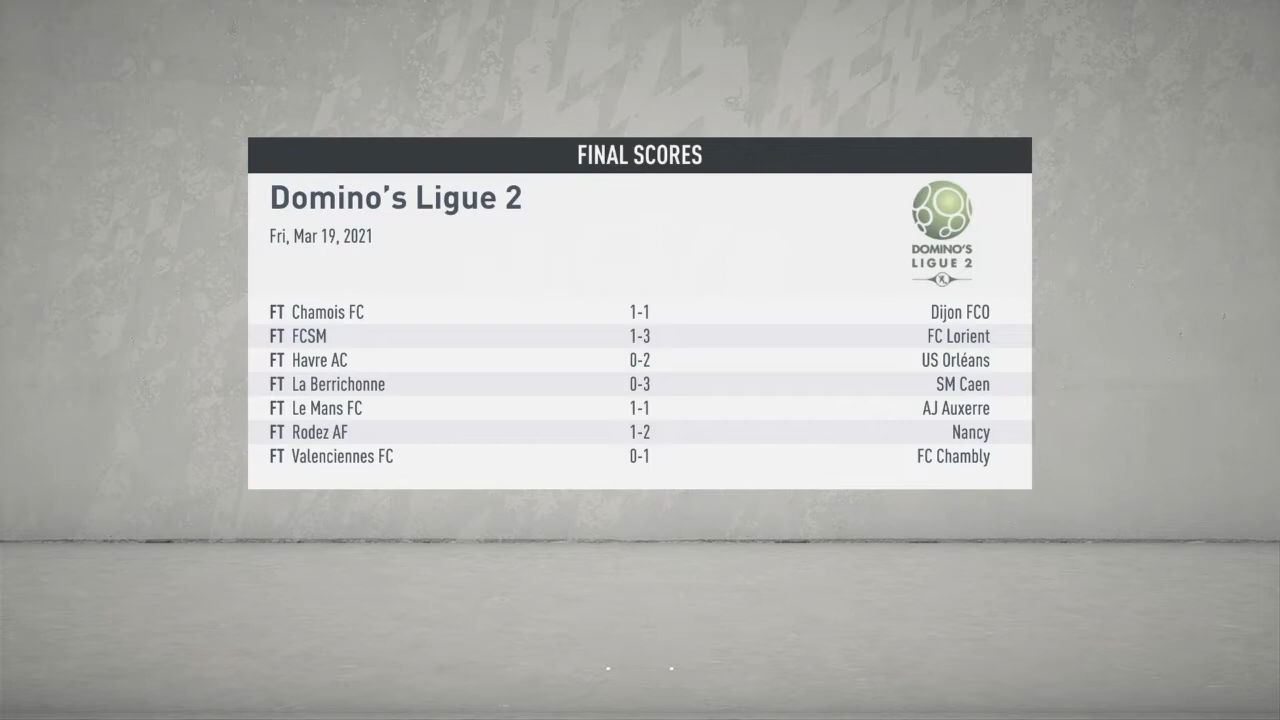 FINAL SCORES
Domino's Ligue 2
Fri, Mar 19, 2021
DOMINO'S
LIGUE 2
FT Chamois FC 1-1 Dijon FCO
FT FCSM 1-3 FC Lorient
FT Havre AC 0-2 US Orléans
FT La Berrichonne 0-3 SM Caen
FT Le Mans FC 1-1 AJ Auxerre
FT Rodez AF 1-2 Nancy
FT Valenciennes FC 0-1 FC Chambly